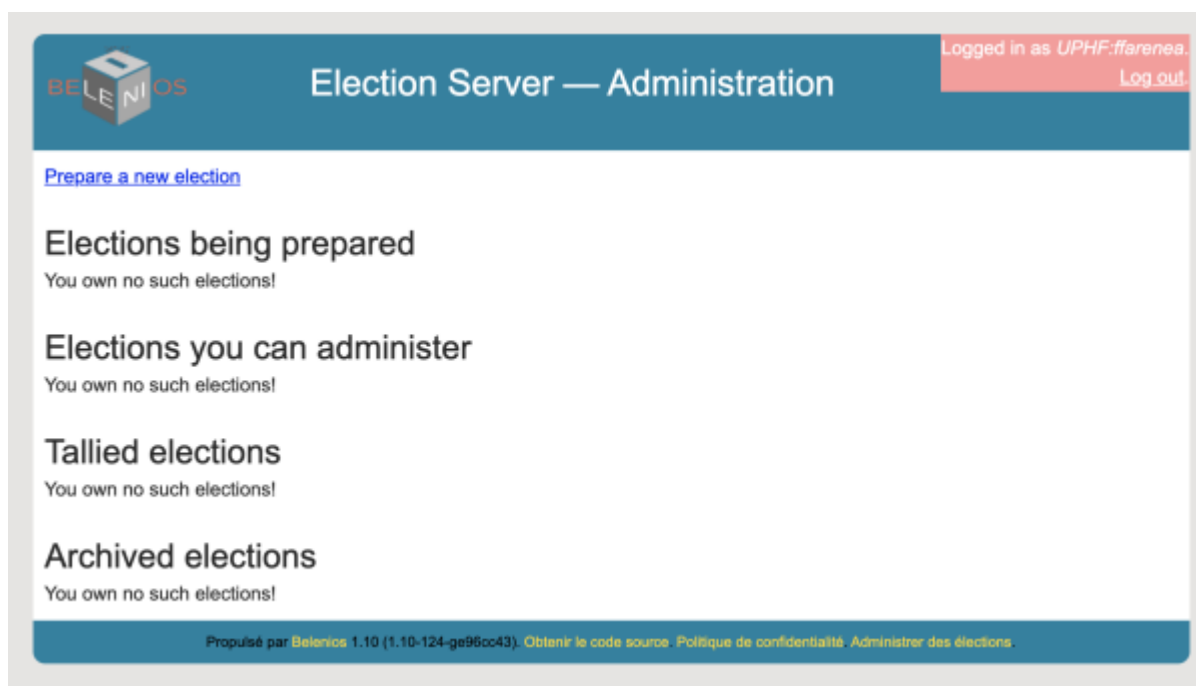 BELENIOS
Election Server — Administration
Logged in as UPHF:ffarenea.
Log out.
Prepare a new election
Elections being prepared
You own no such elections!
Elections you can administer
You own no such elections!
Tallied elections
You own no such elections!
Archived elections
You own no such elections!
Propulsé par Belenios 1.10 (1.10-124-ge96cc43). Obtenir le code source. Politique de confidentialité. Administrer des élections.